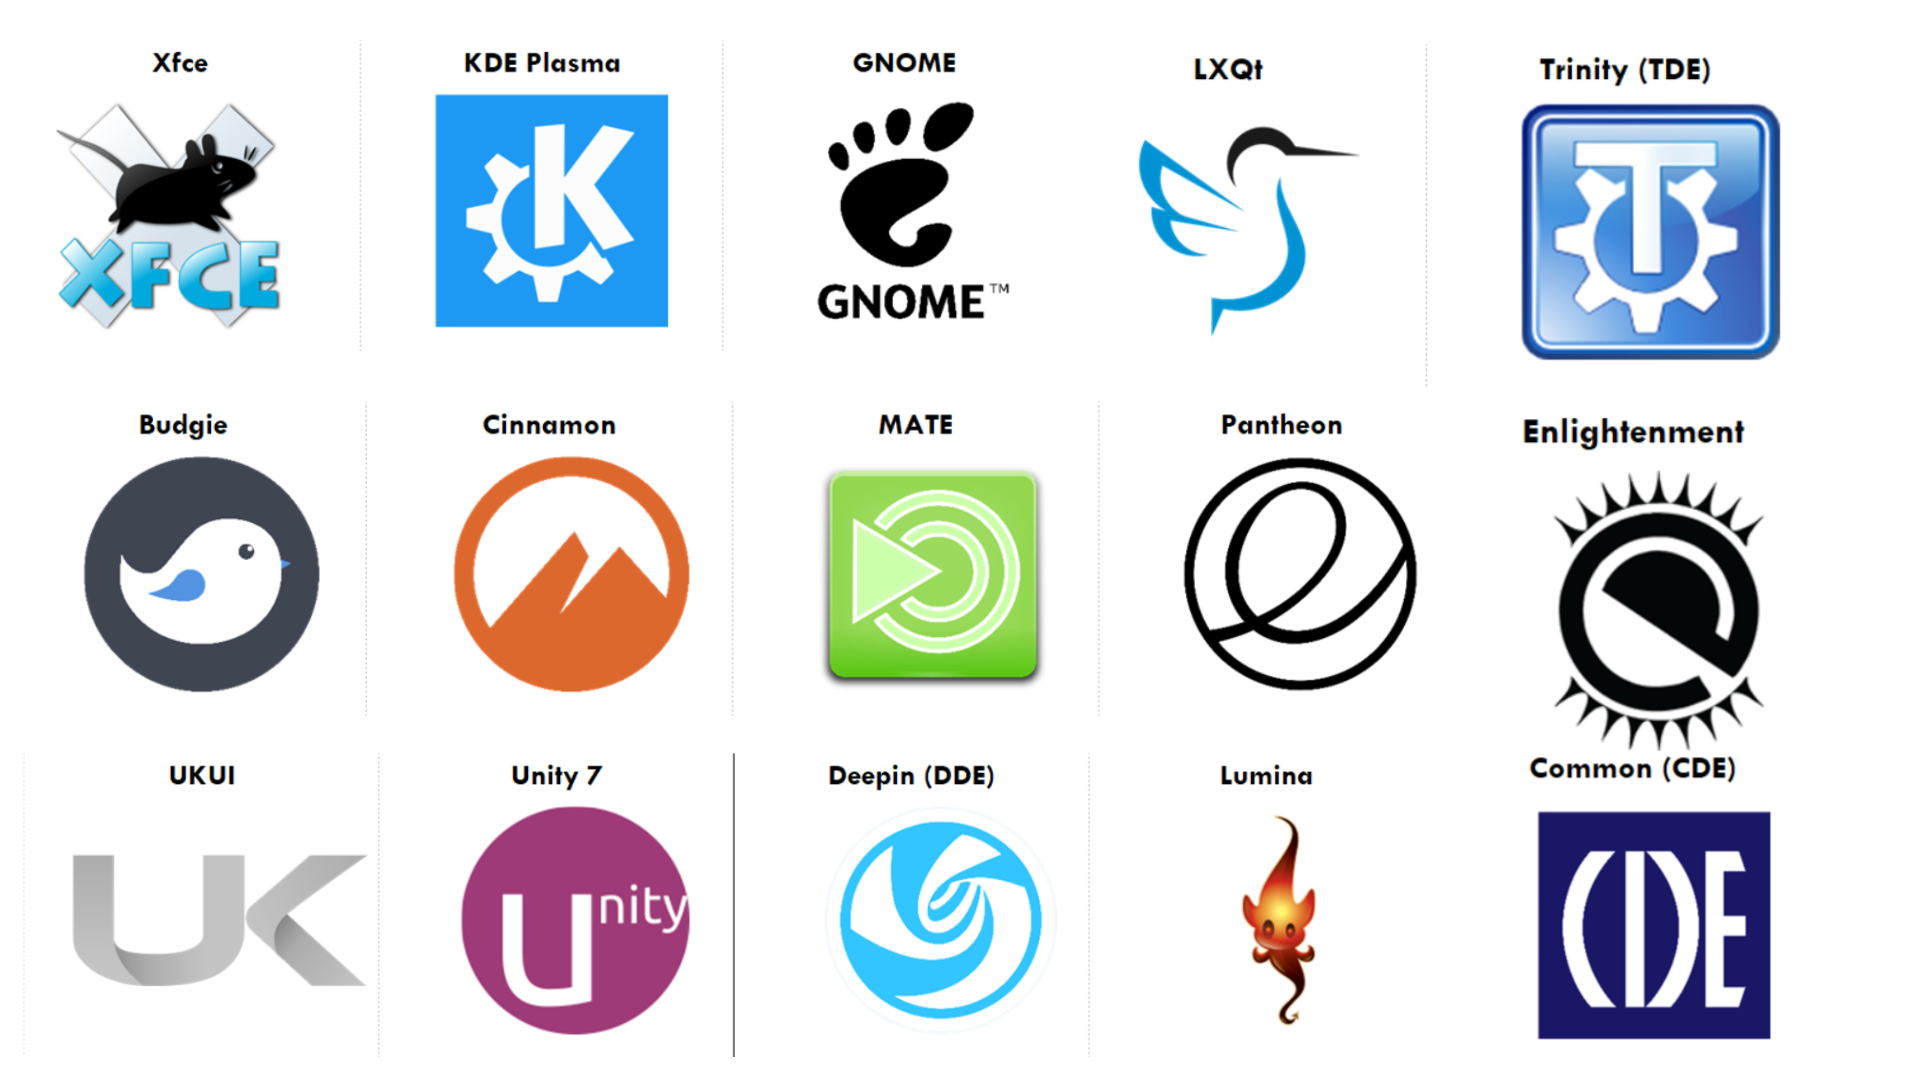 Xfce
KDE Plasma
GNOME
LXQt
Trinity (TDE)
XFCE
K
GNOME™
T
Budgie
Cinnamon
MATE
Pantheon
Enlightenment
e
UKUI
Unity 7
Deepin (DDE)
Lumina
Common (CDE)
UK
Unity
CDE